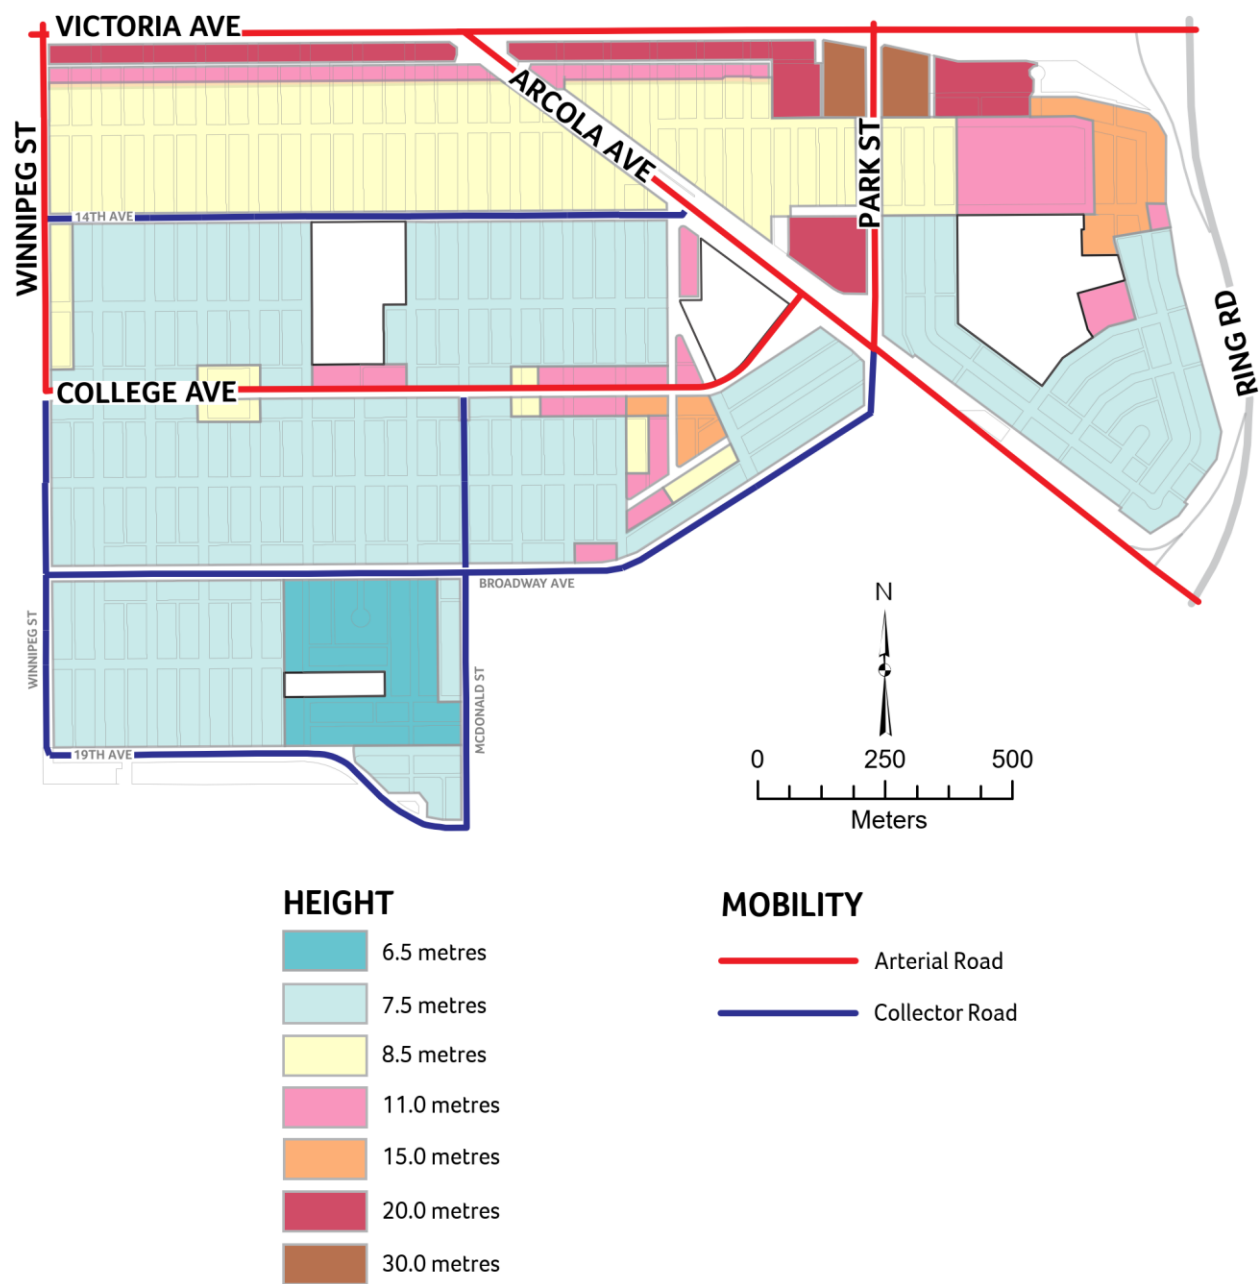 VICTORIA AVE
ARCOLA AVE
WINNIPEG ST
PARK ST
14TH AVE
RING RD
COLLEGE AVE
BROADWAY AVE
WINNIPEG ST
MCDONALD ST
19TH AVE
N
0 250 500
Meters
HEIGHT
6.5 metres
7.5 metres
8.5 metres
11.0 metres
15.0 metres
20.0 metres
30.0 metres
MOBILITY
Arterial Road
Collector Road